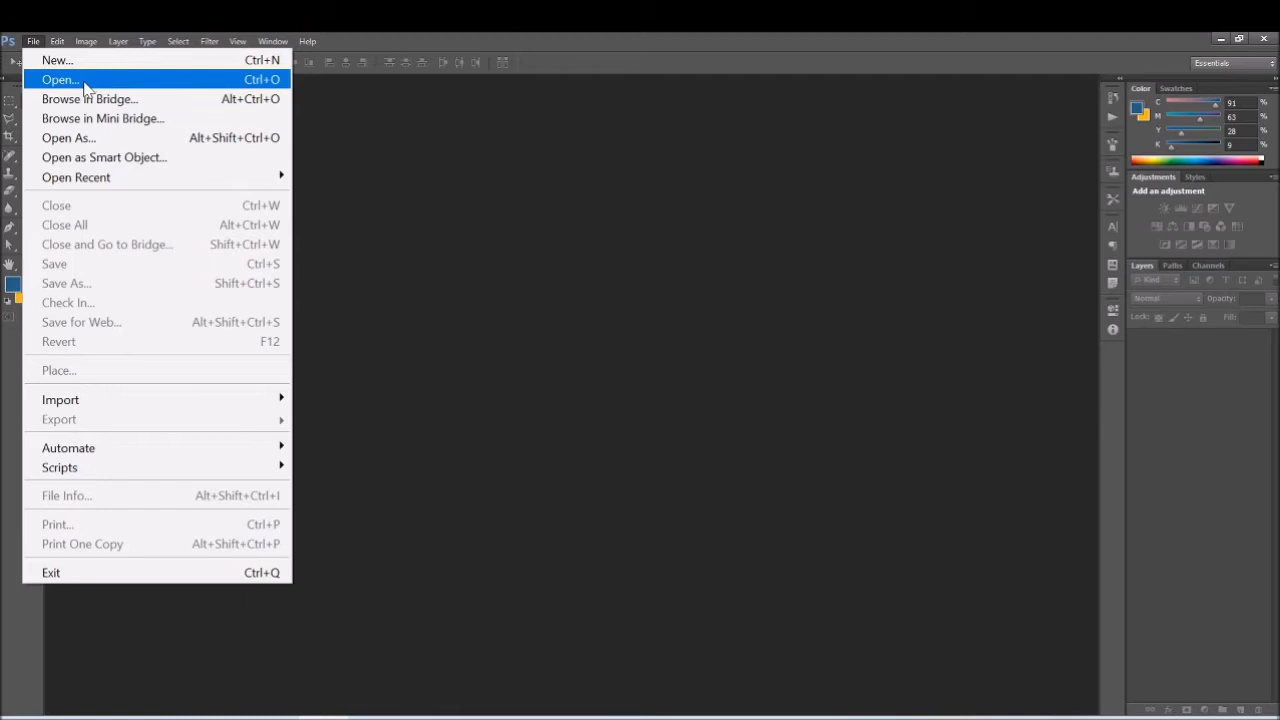 Ps File Edit Image Layer Type Select Filter View Window Help
Essentials
New... Ctrl+N
Open... Ctrl+O
Browse in Bridge... Alt+Ctrl+O
Browse in Mini Bridge...
Open As... Alt+Shift+Ctrl+O
Open as Smart Object...
Open Recent
Close Ctrl+W
Close All Alt+Ctrl+W
Close and Go to Bridge... Shift+Ctrl+W
Save Ctrl+S
Save As... Shift+Ctrl+S
Check In...
Save for Web... Alt+Shift+Ctrl+S
Revert F12
Place...
Import
Export
Automate
Scripts
File Info... Alt+Shift+Ctrl+I
Print... Ctrl+P
Print One Copy Alt+Shift+Ctrl+P
Exit Ctrl+Q
Color Swatches
C 91 %
M 63 %
Y 28 %
K 9 %
Adjustments Styles
Add an adjustment
Layers Paths Channels
Kind
Normal Opacity:
Lock: Fill: